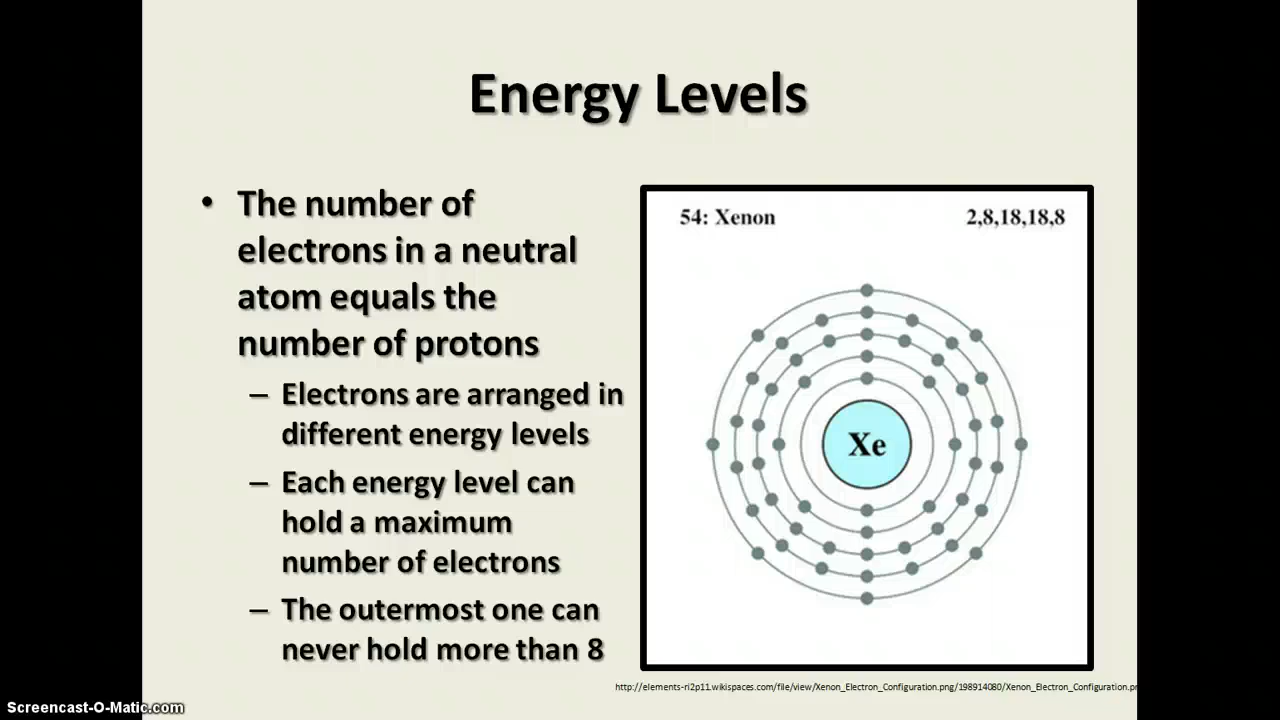 Energy Levels
• The number of
electrons in a neutral
atom equals the
number of protons
– Electrons are arranged in
different energy levels
– Each energy level can
hold a maximum
number of electrons
– The outermost one can
never hold more than 8
54: Xenon 2,8,18,18,8
Xe
http://elements-ri2p11.wikispaces.com/file/view/Xenon_Electron_Configuration.png/198914080/Xenon_Electron_Configuration.pn
Screencast-O-Matic.com